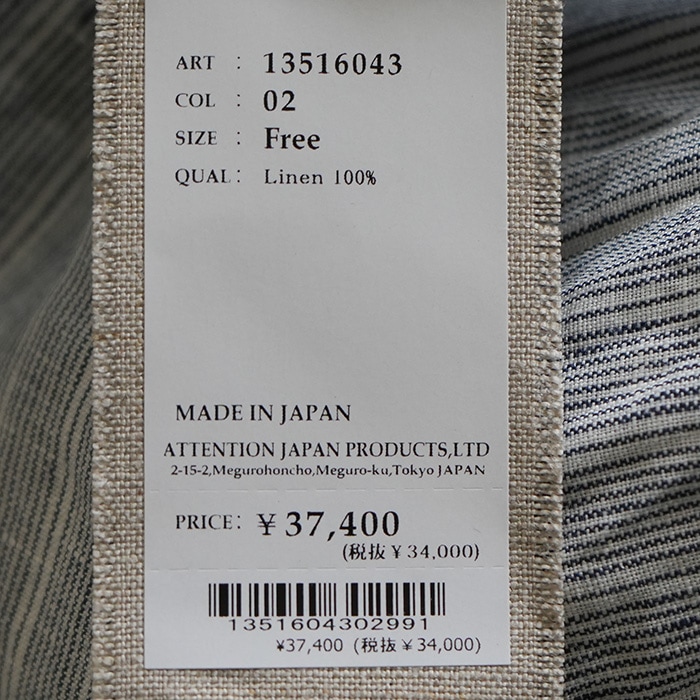 ART : 13516043
COL : 02
SIZE : Free
QUAL : Linen 100%
MADE IN JAPAN
ATTENTION JAPAN PRODUCTS,LTD
2-15-2,Megurohoncho,Meguro-ku,Tokyo JAPAN
PRICE: ¥ 37,400
(税抜 ¥ 34,000)
1351604302991
¥37,400 (税抜 ¥34,000)